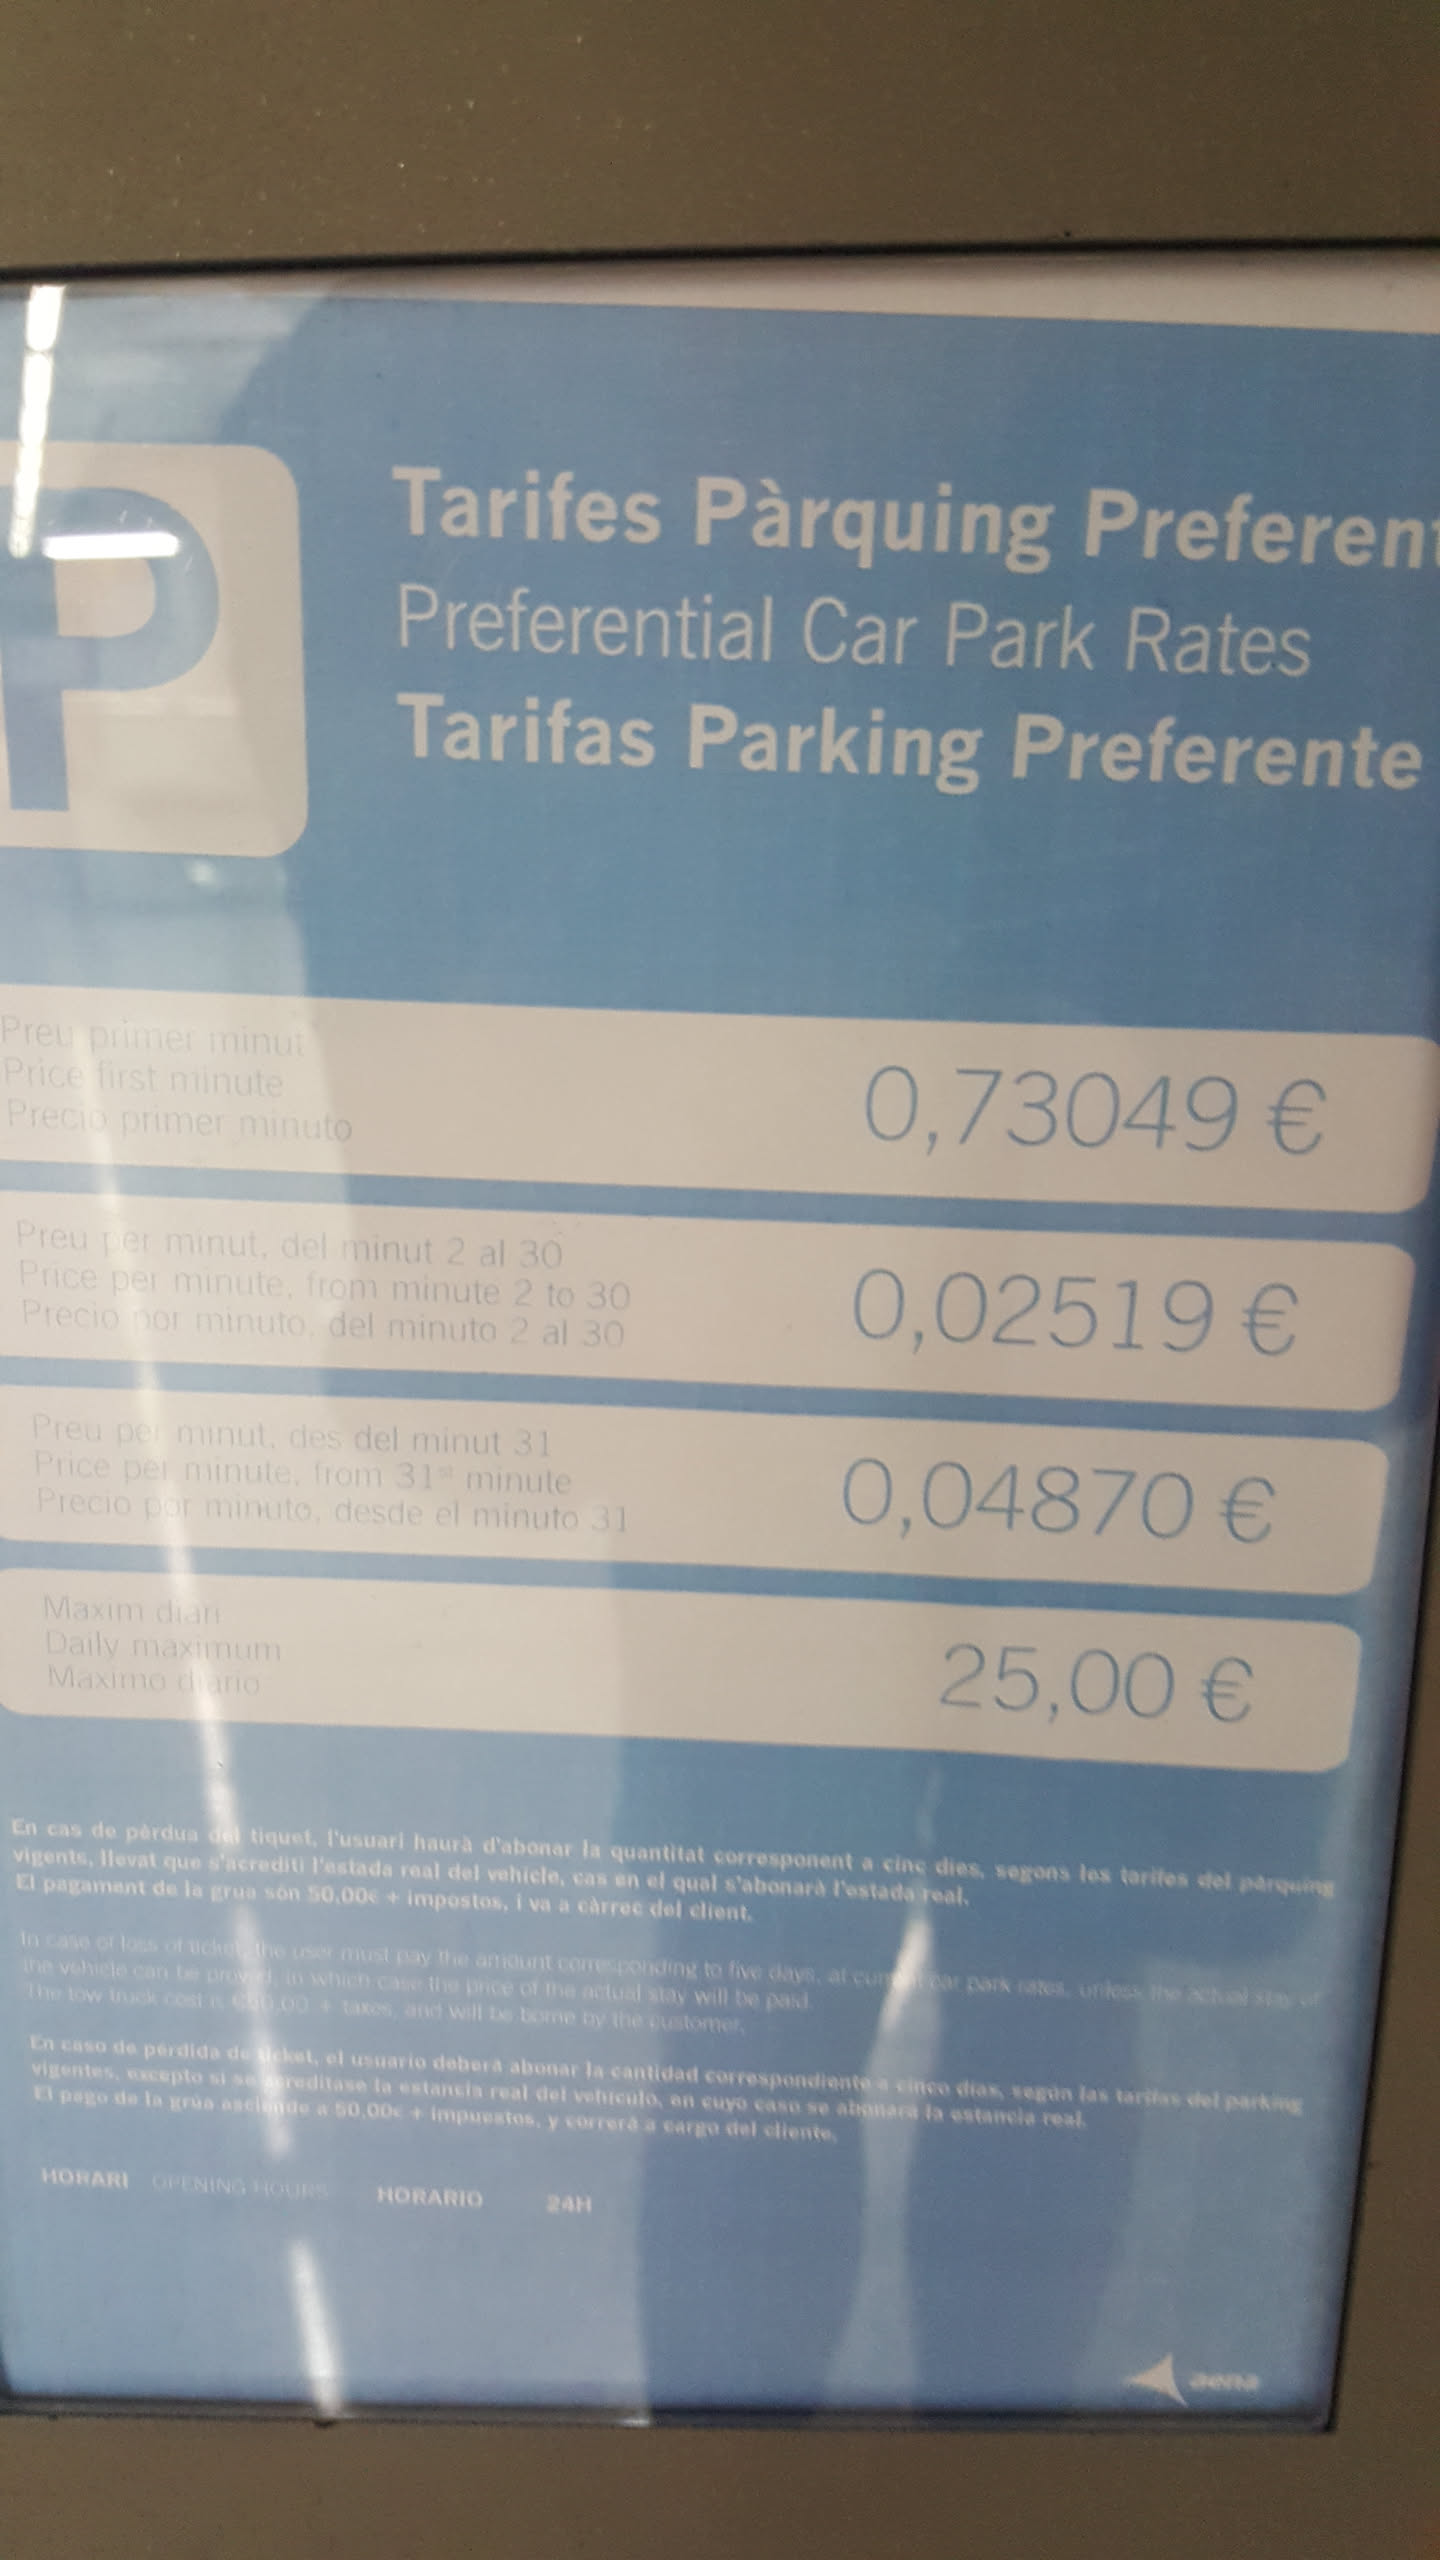 P
Tarifes Pàrquing Preferent
Preferential Car Park Rates
Tarifas Parking Preferente
Preu primer minut
Price first minute
Precio primer minuto
0,73049 €
Preu per minut, del minut 2 al 30
Price per minute, from minute 2 to 30
Precio por minuto, del minuto 2 al 30
0,02519 €
Preu per minut, des del minut 31
Price per minute, from 31st minute
Precio por minuto, desde el minuto 31
0,04870 €
Maxim diari
Daily maximum
Maximo diario
25,00 €
En cas de pèrdua del tiquet, l'usuari haurà d'abonar la quantitat corresponent a cinc dies, segons les tarifes del pàrquing
vigents, llevat que s'acrediti l'estada real del vehicle, cas en el qual s'abonarà l'estada real.
El pagament de la grua són 50,00€ + impostos, i va a càrrec del client.
In case of loss of ticket, the user must pay the amount corresponding to five days, at current car park rates, unless the actual stay of
the vehicle can be proved, in which case the price of the actual stay will be paid.
The tow truck cost is €50,00 + taxes, and will be borne by the customer.
En caso de pérdida de ticket, el usuario deberá abonar la cantidad correspondiente a cinco días, según las tarifas del parking
vigentes, excepto si se acreditase la estancia real del vehículo, en cuyo caso se abonará la estancia real.
El pago de la grúa asciende a 50,00€ + impuestos, y correrá a cargo del cliente.
HORARI OPENING HOURS HORARIO 24H
aena